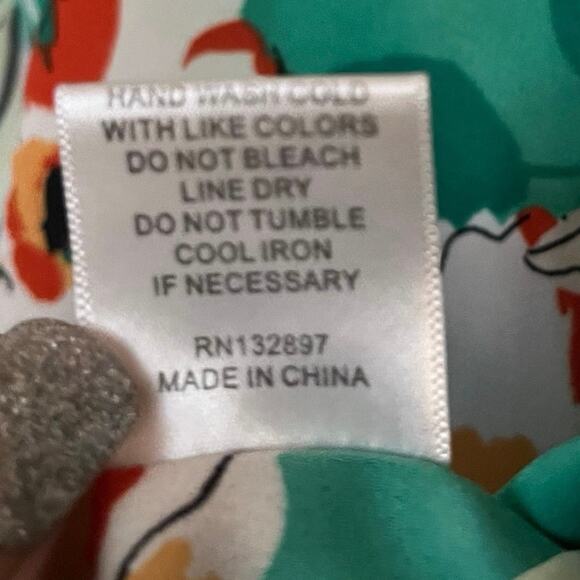 HAND WASH COLD
WITH LIKE COLORS
DO NOT BLEACH
LINE DRY
DO NOT TUMBLE
COOL IRON
IF NECESSARY
RN132897
MADE IN CHINA